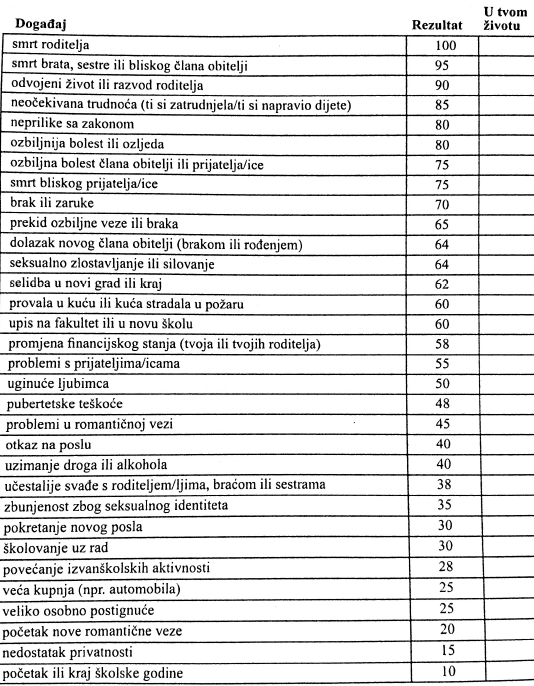 Događaj Rezultat U tvom životu
smrt roditelja 100
smrt brata, sestre ili bliskog člana obitelji 95
odvojeni život ili razvod roditelja 90
neočekivana trudnoća (ti si zatrudnjela/ti si napravio dijete) 85
neprilike sa zakonom 80
ozbiljnija bolest ili ozljeda 80
ozbiljna bolest člana obitelji ili prijatelja/ice 75
smrt bliskog prijatelja/ice 75
brak ili zaruke 70
prekid ozbiljne veze ili braka 65
dolazak novog člana obitelji (brakom ili rođenjem) 64
seksualno zlostavljanje ili silovanje 64
selidba u novi grad ili kraj 62
provala u kuću ili kuća stradala u požaru 60
upis na fakultet ili u novu školu 60
promjena financijskog stanja (tvoja ili tvojih roditelja) 58
problemi s prijateljima/icama 55
uginuće ljubimca 50
pubertetske teškoće 48
problemi u romantičnoj vezi 45
otkaz na poslu 40
uzimanje droga ili alkohola 40
učestalije svađe s roditeljem/ljima, braćom ili sestrama 38
zbunjenost zbog seksualnog identiteta 35
pokretanje novog posla 30
školovanje uz rad 30
povećanje izvanškolskih aktivnosti 28
veća kupnja (npr. automobila) 25
veliko osobno postignuće 25
početak nove romantične veze 20
nedostatak privatnosti 15
početak ili kraj školske godine 10